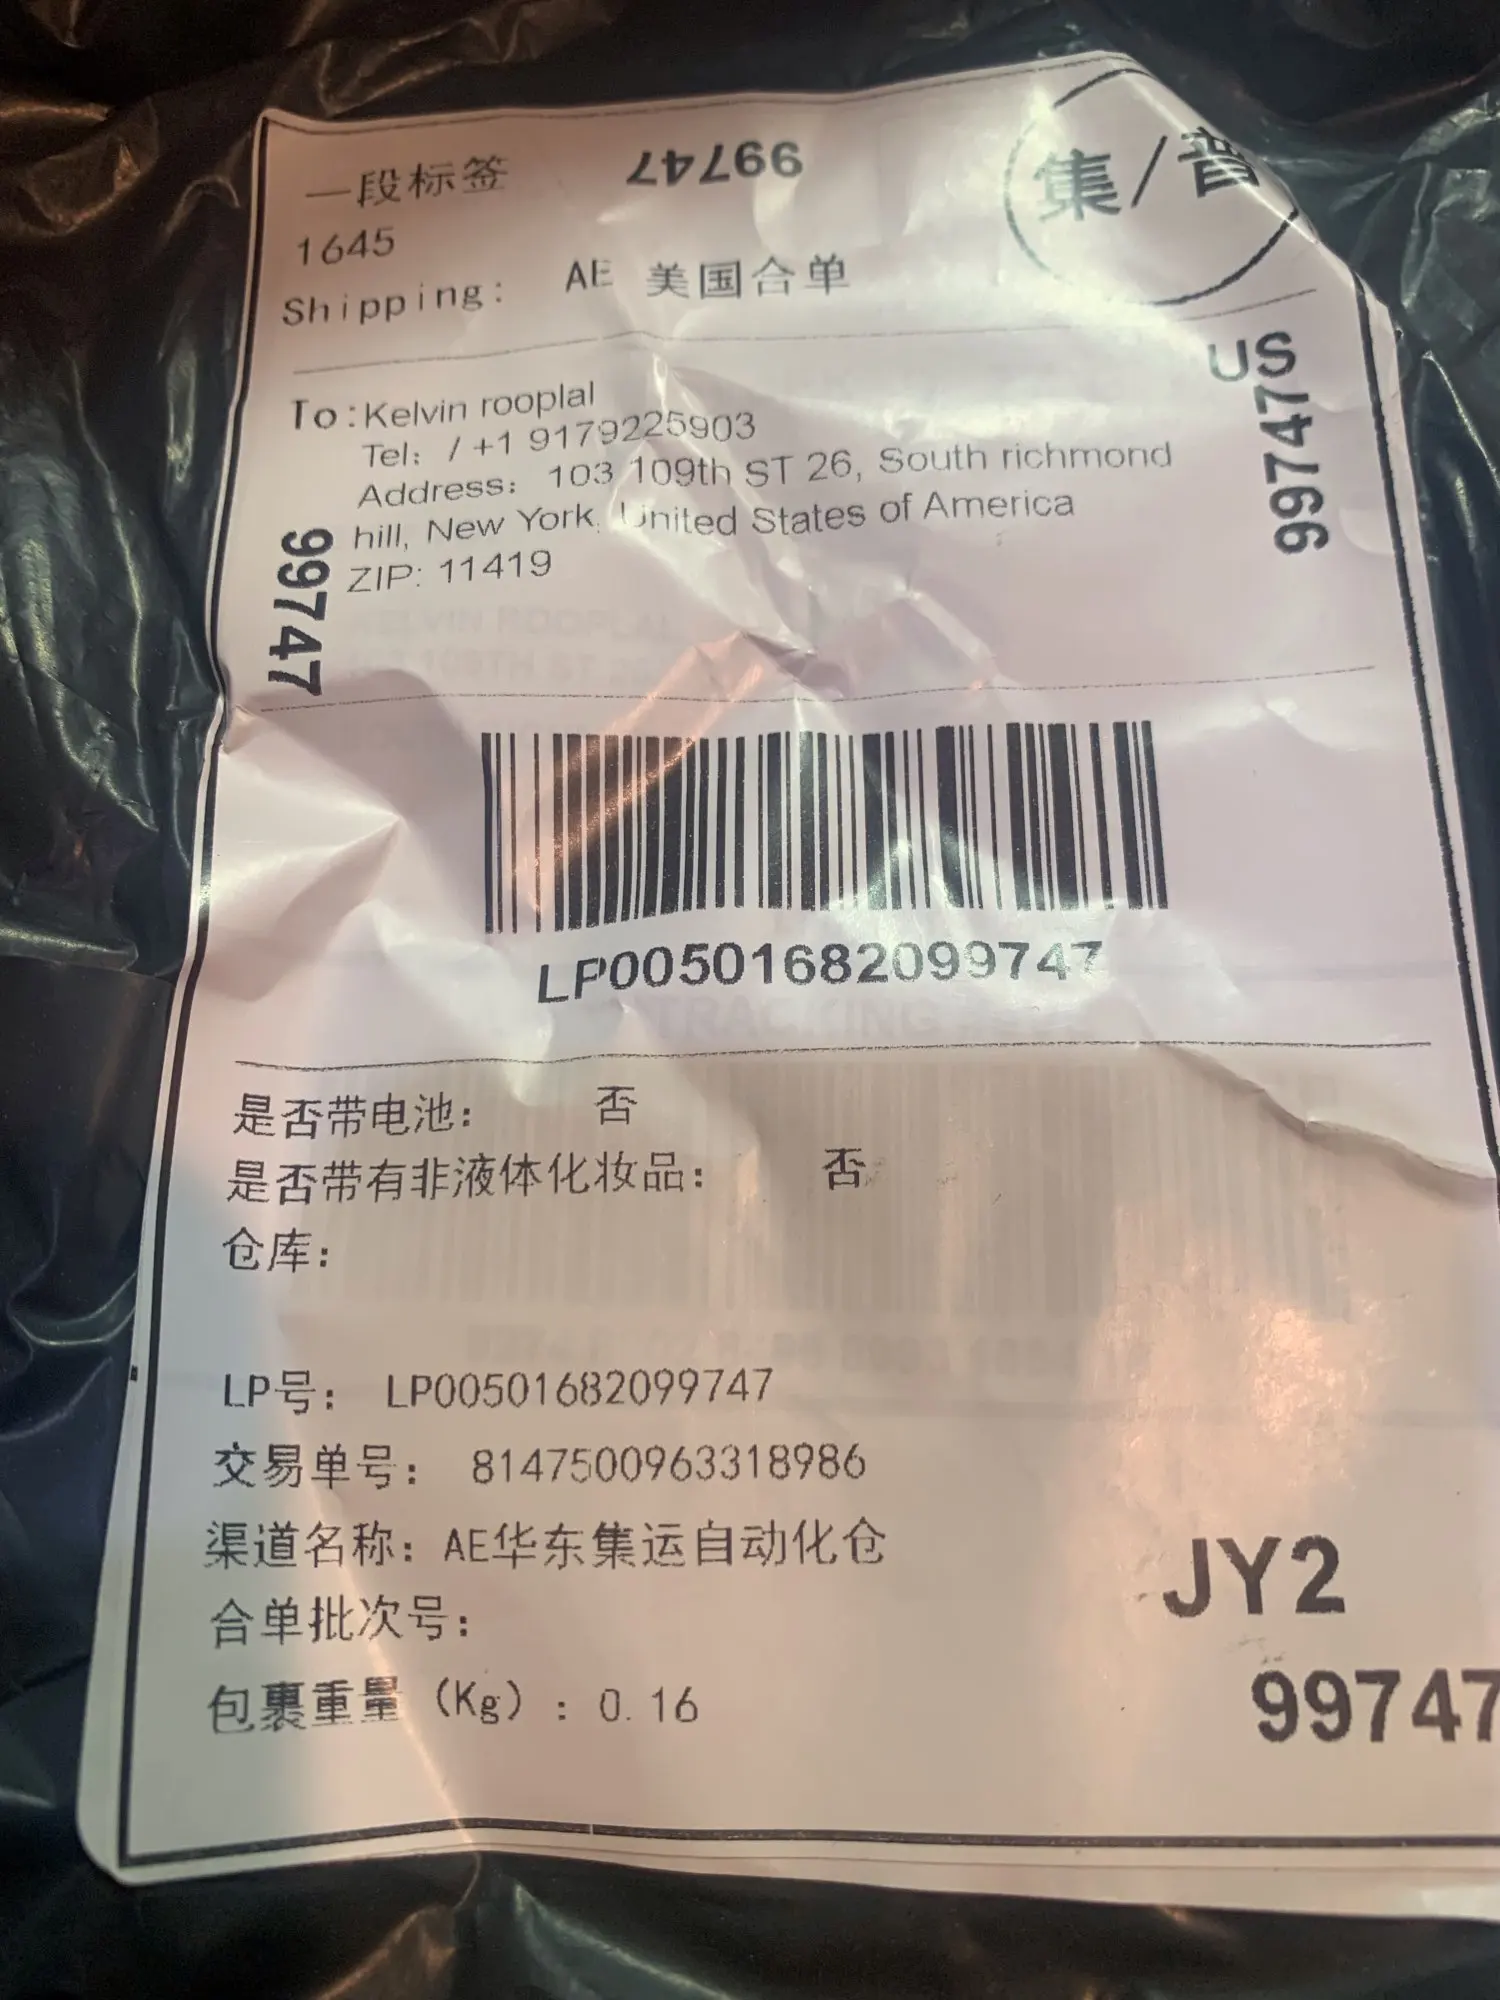 一段标签
99747
集/普
1645
Shipping: AE 美国合单
US
To:Kelvin rooplal
Tel: / +1 9179225903
Address: 103 109th ST 26, South richmond
hill, New York, United States of America
ZIP: 11419
99747
99747
KELVIN ROOPLAL
109TH ST
LP00501682099747
TRACKING
是否带电池: 否
是否带有非液体化妆品: 否
仓库:
LP号: LP00501682099747
交易单号: 8147500963318986
渠道名称: AE华东集运自动化仓
合单批次号:
JY2
包裹重量(Kg): 0.16
99747